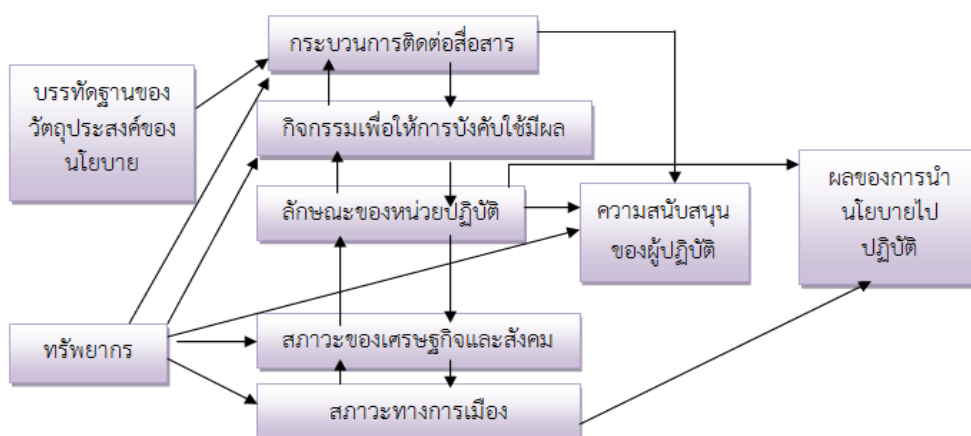 กระบวนการติดต่อสื่อสาร
บรรทัดฐานของ
วัตถุประสงค์ของ
นโยบาย
กิจกรรมเพื่อให้การบังคับใช้มีผล
ลักษณะของหน่วยปฏิบัติ
ความสนับสนุน
ของผู้ปฏิบัติ
ผลของการนำ
นโยบายไป
ปฏิบัติ
ทรัพยากร
สภาวะของเศรษฐกิจและสังคม
สภาวะทางการเมือง